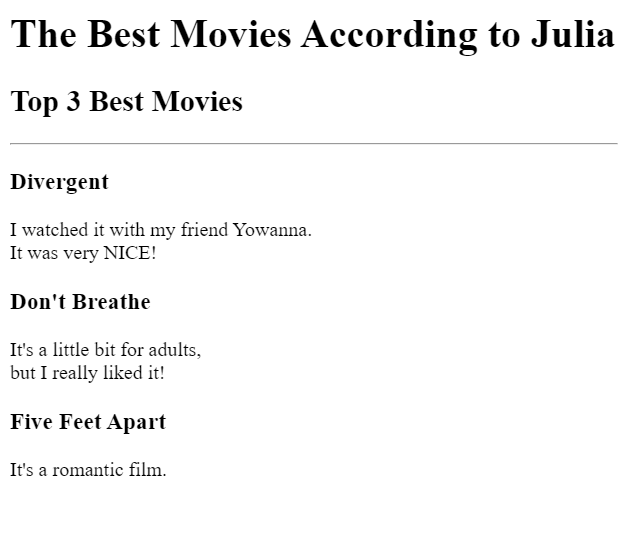 The Best Movies According to Julia
Top 3 Best Movies
Divergent
I watched it with my friend Yowanna.
It was very NICE!
Don't Breathe
It's a little bit for adults,
but I really liked it!
Five Feet Apart
It's a romantic film.